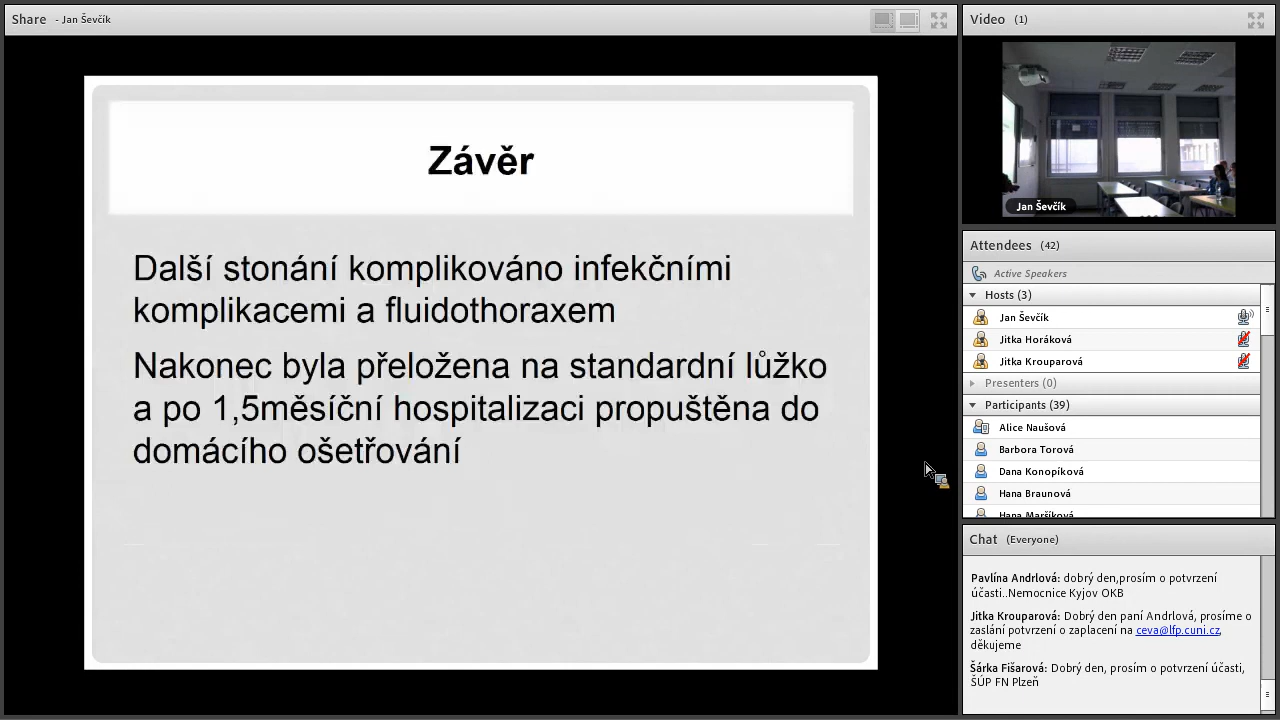 Share - Jan Ševčík
Závěr
Další stonání komplikováno infekčními
komplikacemi a fluidothoraxem
Nakonec byla přeložena na standardní lůžko
a po 1,5měsíční hospitalizaci propuštěna do
domácího ošetřování
Video (1)
Jan Ševčík
Attendees (42)
Active Speakers
Hosts (3)
Jan Ševčík
Jitka Horáková
Jitka Krouparová
Presenters (0)
Participants (39)
Alice Naušová
Barbora Torová
Dana Konopíková
Hana Braunová
Hana Maršíková
Chat (Everyone)
Pavlína Andrlová: dobrý den,prosím o potvrzení
účasti..Nemocnice Kyjov OKB
Jitka Krouparová: Dobrý den paní Andrlová, prosíme o
zaslání potvrzení o zaplacení na ceva@lfp.cuni.cz,
děkujeme
Šárka Fišarová: Dobrý den, prosím o potvrzení účasti,
ŠÚP FN Plzeň